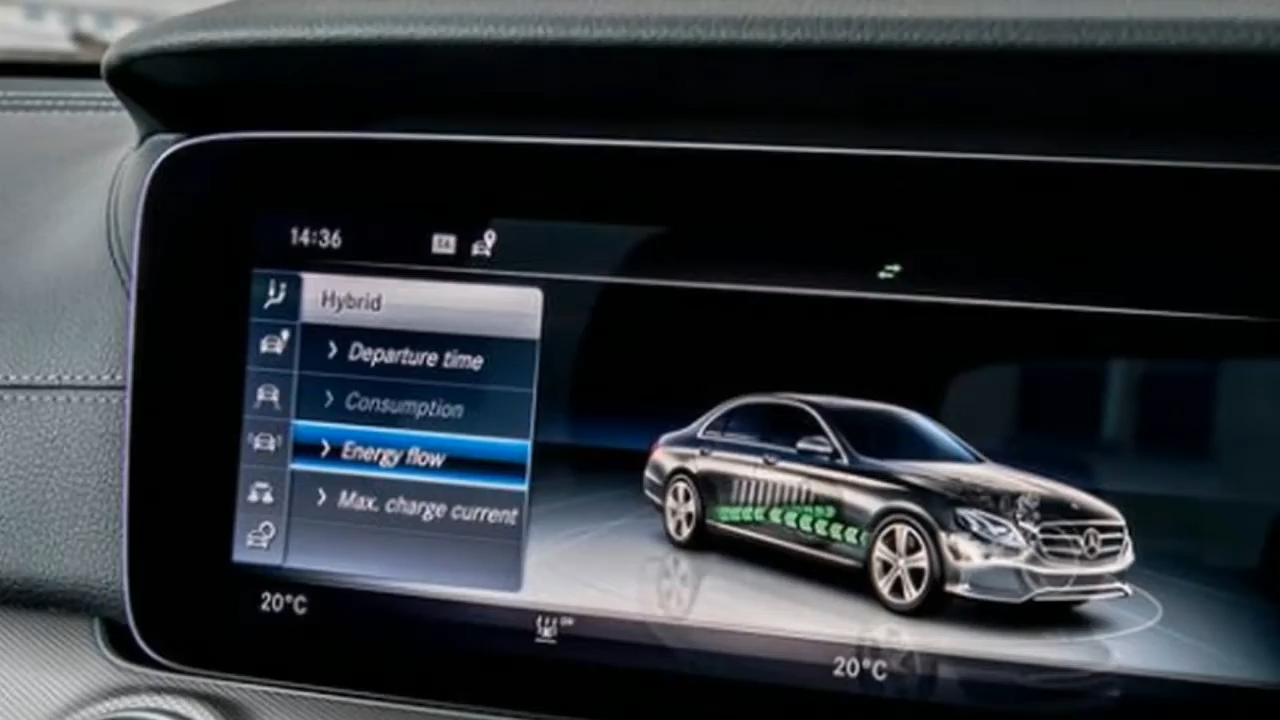 14:36
Hybrid
Departure time
Consumption
Energy flow
Max. charge current
20°C
20°C